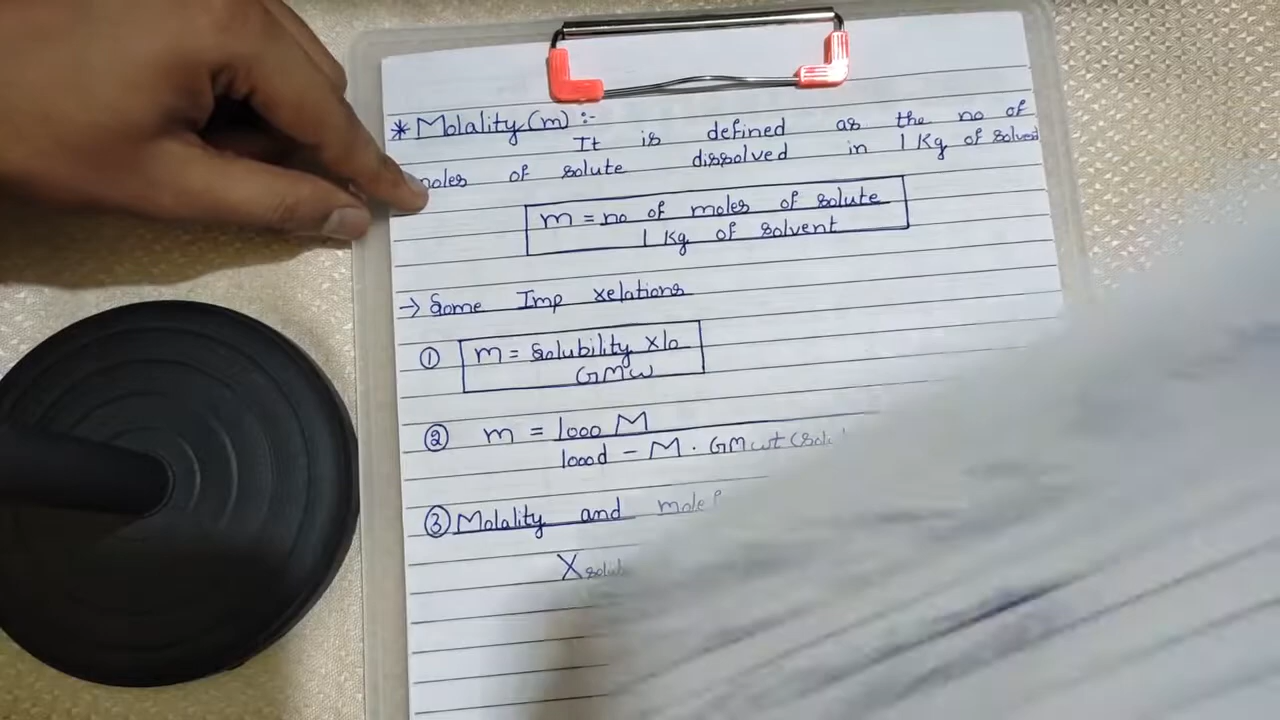 * Molality (m) :-
It is defined as the no of
moles of solute dissolved in 1 Kg of
m = no of moles of solute
1 Kg of solvent
→ Some Imp relations
① m = solubility x10
GMW
② m = 1000 M
1000d - M . GMwt
③ Molality and
X